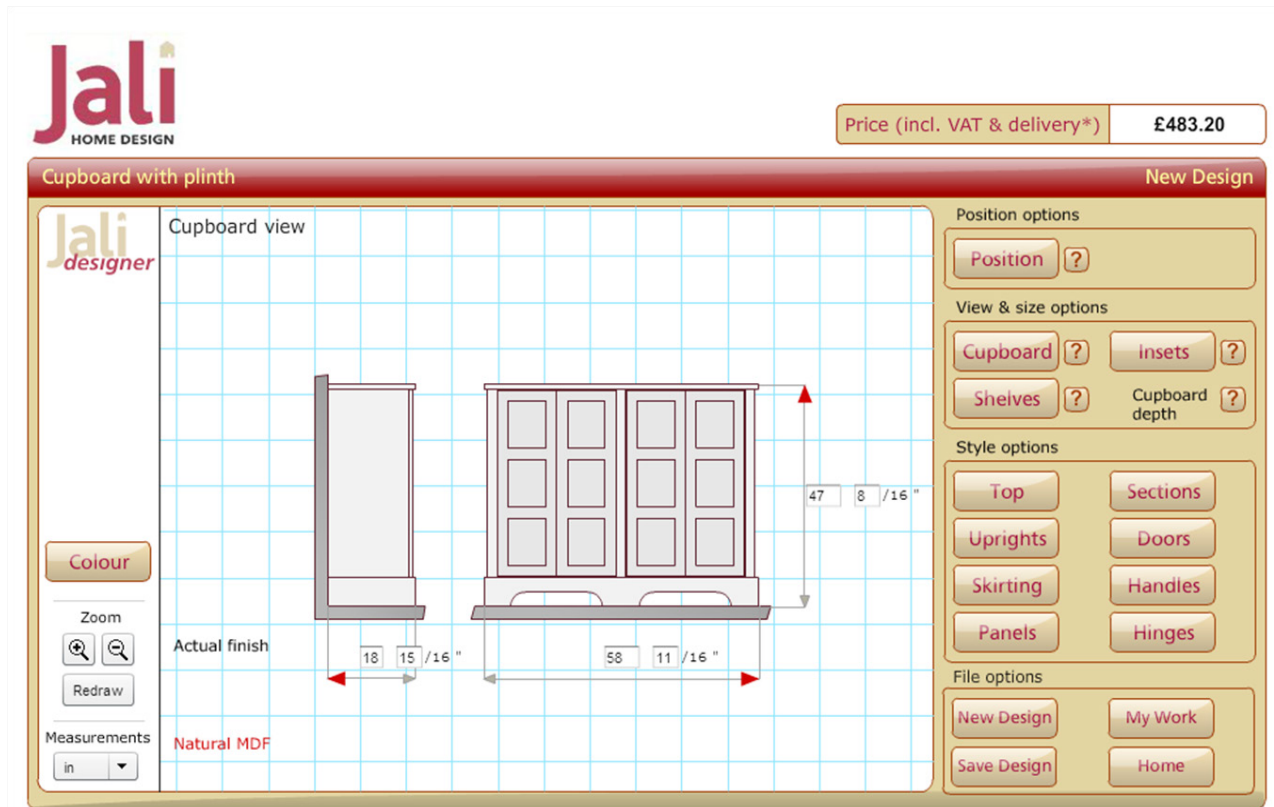 Jali
HOME DESIGN
Price (incl. VAT & delivery*) £483.20
Cupboard with plinth New Design
Jali
designer
Cupboard view
Position options
Position ?
View & size options
Cupboard ? Insets ?
Shelves ? Cupboard
depth ?
Style options
Top Sections
Uprights Doors
Skirting Handles
Panels Hinges
File options
New Design My Work
Save Design Home
47 8 /16 "
18 15 /16 "
58 11 /16 "
Colour
Zoom
Redraw
Measurements
in
Actual finish
Natural MDF